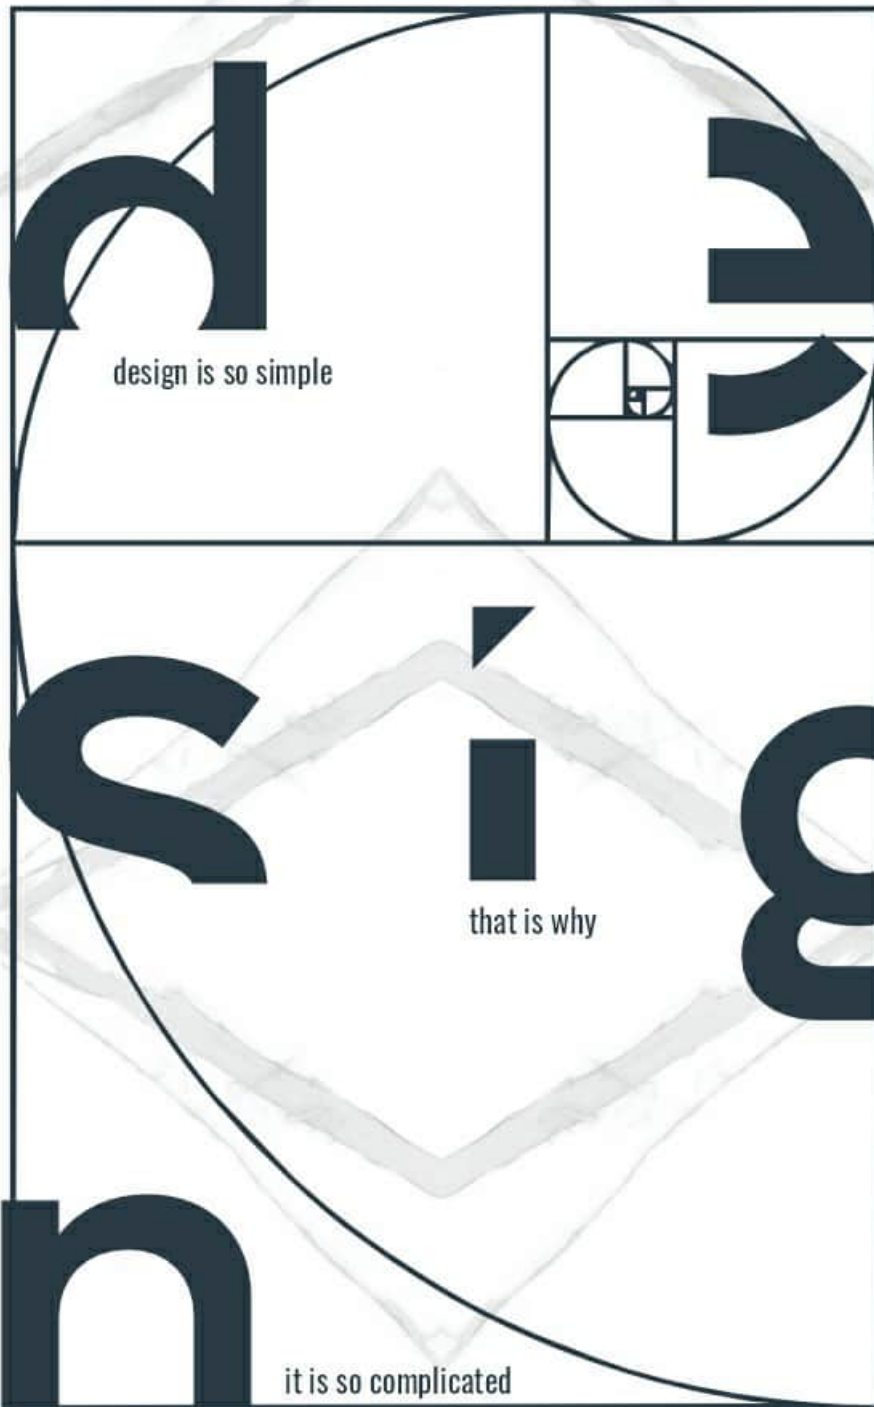 d e
design is so simple
s i g
that is why
n
it is so complicated